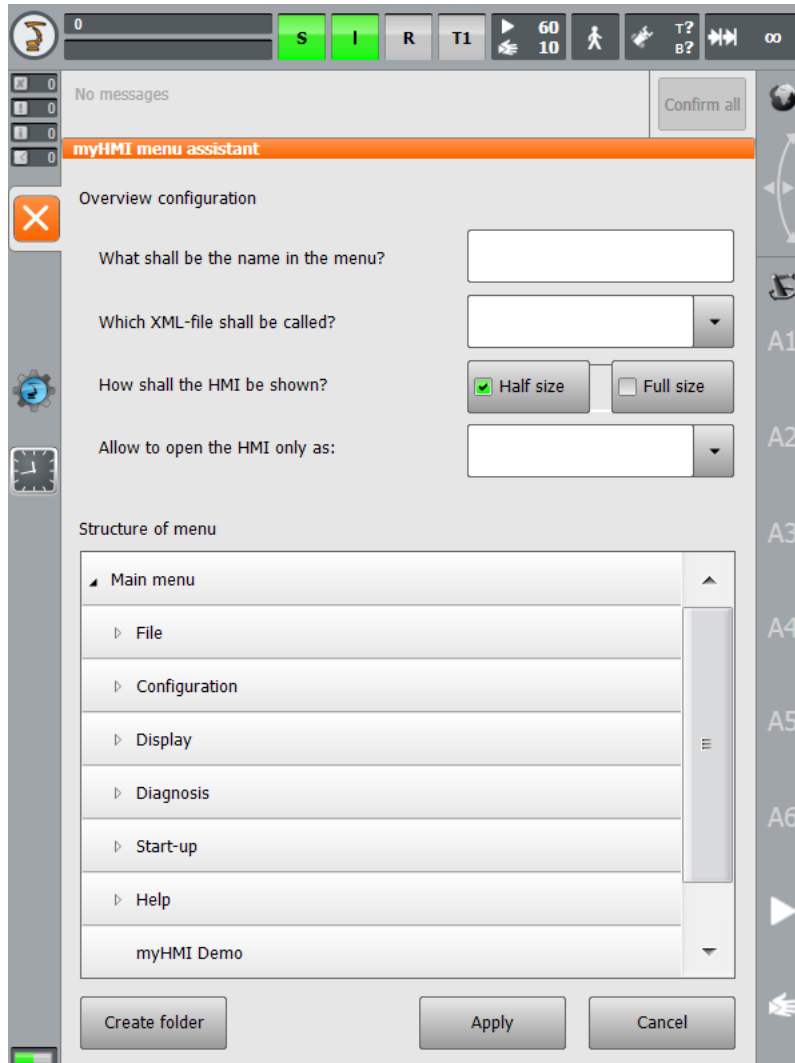 0
S I R T1 60 10 T? B? ∞
0
0
0
0
No messages
Confirm all
myHMI menu assistant
Overview configuration
What shall be the name in the menu?
Which XML-file shall be called?
How shall the HMI be shown? Half size Full size
Allow to open the HMI only as:
Structure of menu
Main menu
File
Configuration
Display
Diagnosis
Start-up
Help
myHMI Demo
Create folder Apply Cancel
A1
A2
A3
A4
A5
A6